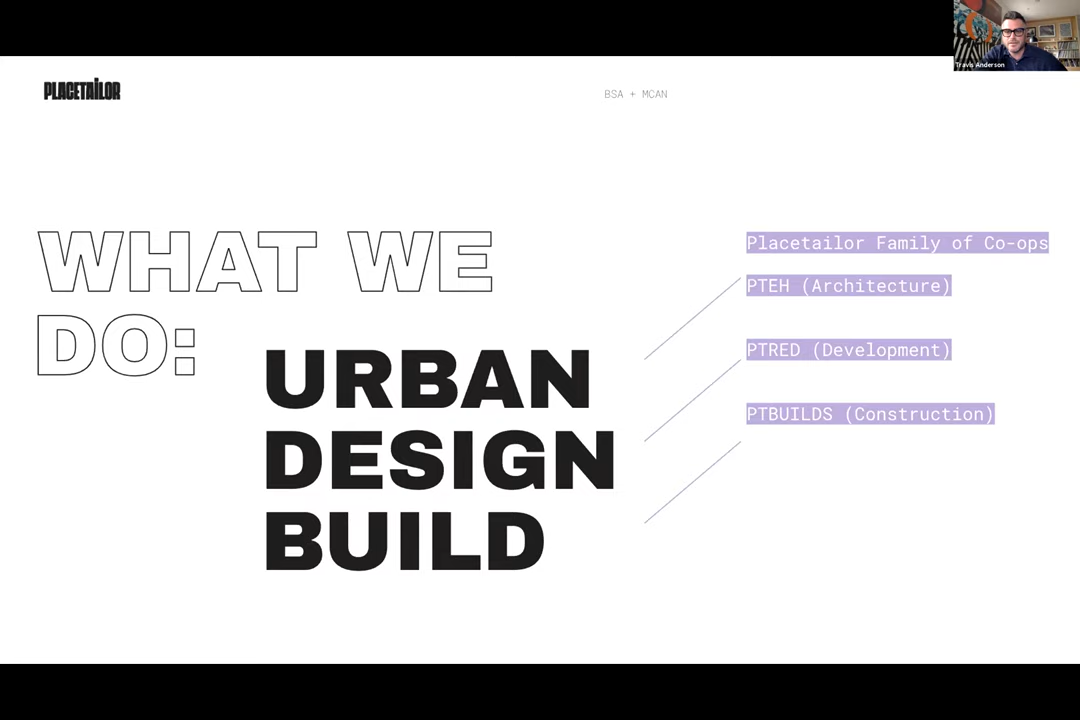 PLACETAILOR
BSA + MCAN
Travis Anderson
WHAT WE
DO:
URBAN
DESIGN
BUILD
Placetailor Family of Co-ops
PTEH (Architecture)
PTRED (Development)
PTBUILDS (Construction)